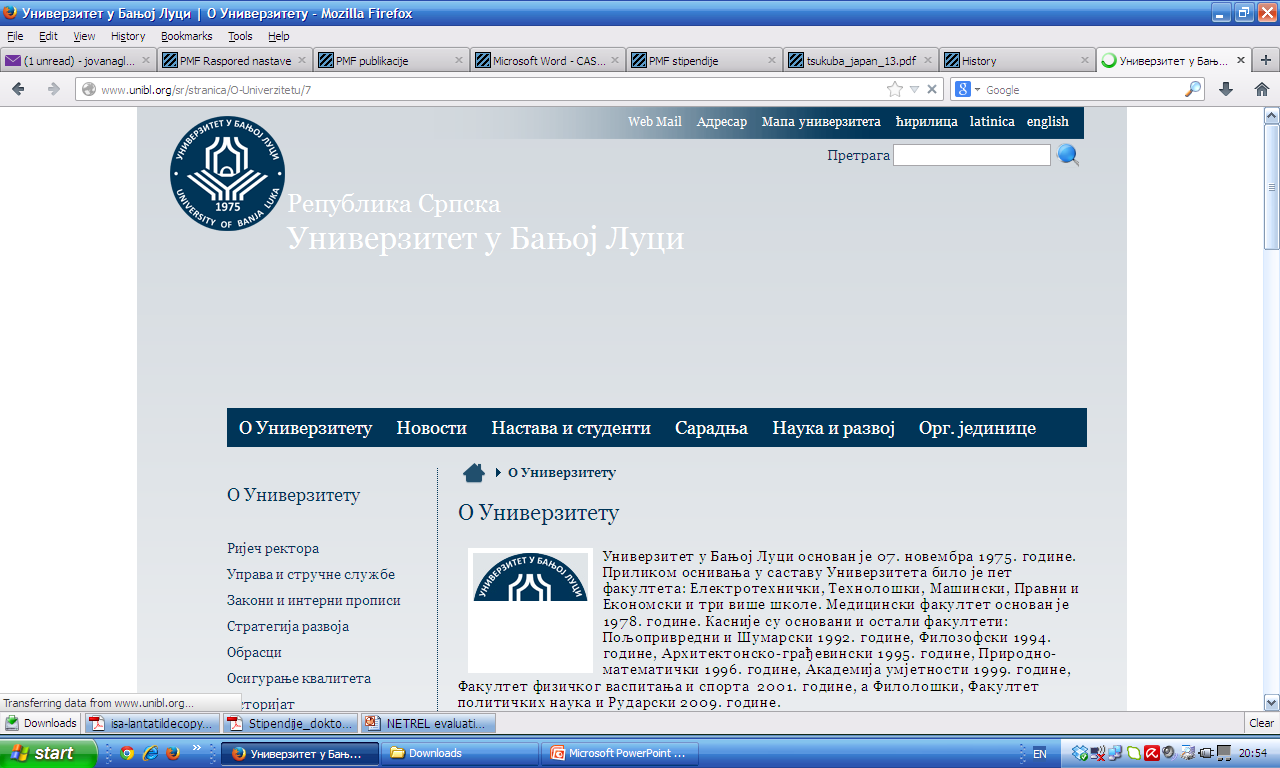 Универзитет у Бањој Луци | О Универзитету - Mozilla Firefox
File Edit View History Bookmarks Tools Help
(1 unread) - jovanagl... PMF Raspored nastave PMF publikacije Microsoft Word - CAS... PMF stipendije tsukuba_japan_13.pdf History Универзитет у Бањ...
www.unibl.org/sr/stranica/O-Univerzitetu/7 Google
Web Mail Адресар Мапа универзитета ћирилица latinica english
Претрага
УНИВЕРЗИТЕТ У БАЊОЈ ЛУЦИ
1975
UNIVERSITY OF BANJA LUKA
Република Српска
Универзитет у Бањој Луци
О Универзитету Новости Настава и студенти Сарадња Наука и развој Орг. јединице
О Универзитету
Ријеч ректора
Управа и стручне службе
Закони и интерни прописи
Стратегија развоја
Обрасци
Осигурање квалитета
сторијат
О Универзитету
О Универзитету
УНИВЕРЗИТЕТ У БАЊОЈ ЛУЦИ
Универзитет у Бањој Луци основан је 07. новембра 1975. године.
Приликом оснивања у саставу Универзитета било је пет
факултета: Електротехнички, Технолошки, Машински, Правни и
Економски и три више школе. Медицински факултет основан је
1978. године. Касније су основани и остали факултети:
Пољопривредни и Шумарски 1992. године, Филозофски 1994.
године, Архитектонско-грађевински 1995. године, Природно-
математички 1996. године, Академија умјетности 1999. године,
Факултет физичког васпитања и спорта 2001. године, а Филолошки, Факултет
политичких наука и Рударски 2009. године.
Transferring data from www.unibl.org...
Downloads isa-lantatildecopy... Stipendije_dokto... NETREL evaluati... Clear
start Универзитет у Бањ... Downloads Microsoft PowerPoint ... EN 20:54